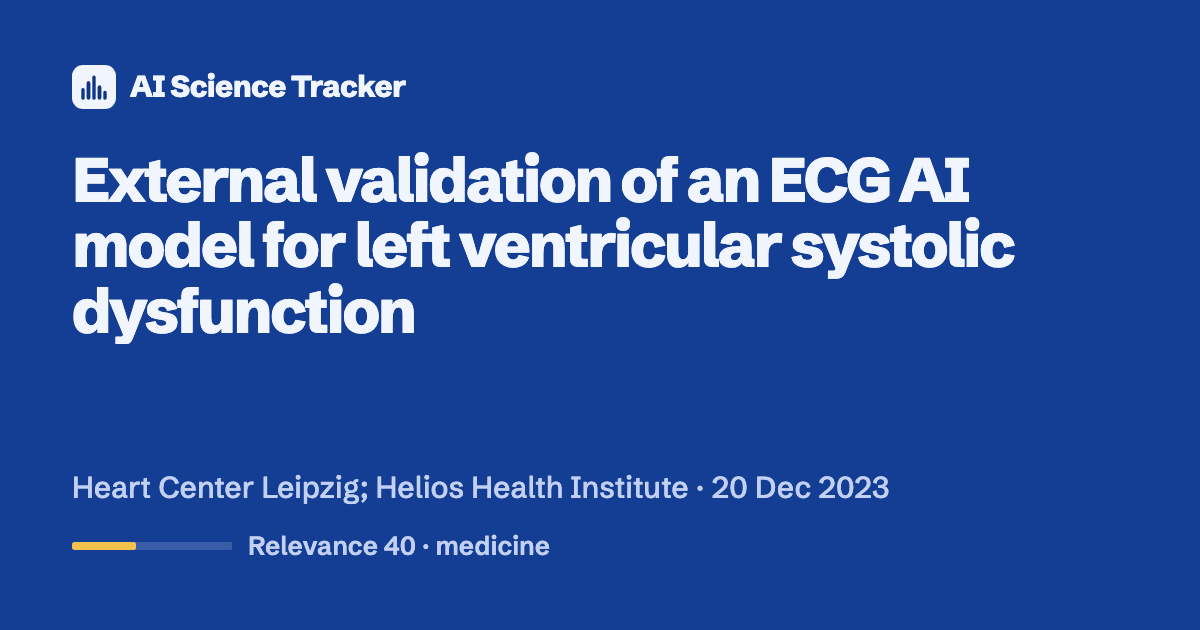 AI Science Tracker
External validation of an ECG AI
model for left ventricular systolic
dysfunction
Heart Center Leipzig; Helios Health Institute · 20 Dec 2023
Relevance 40 · medicine